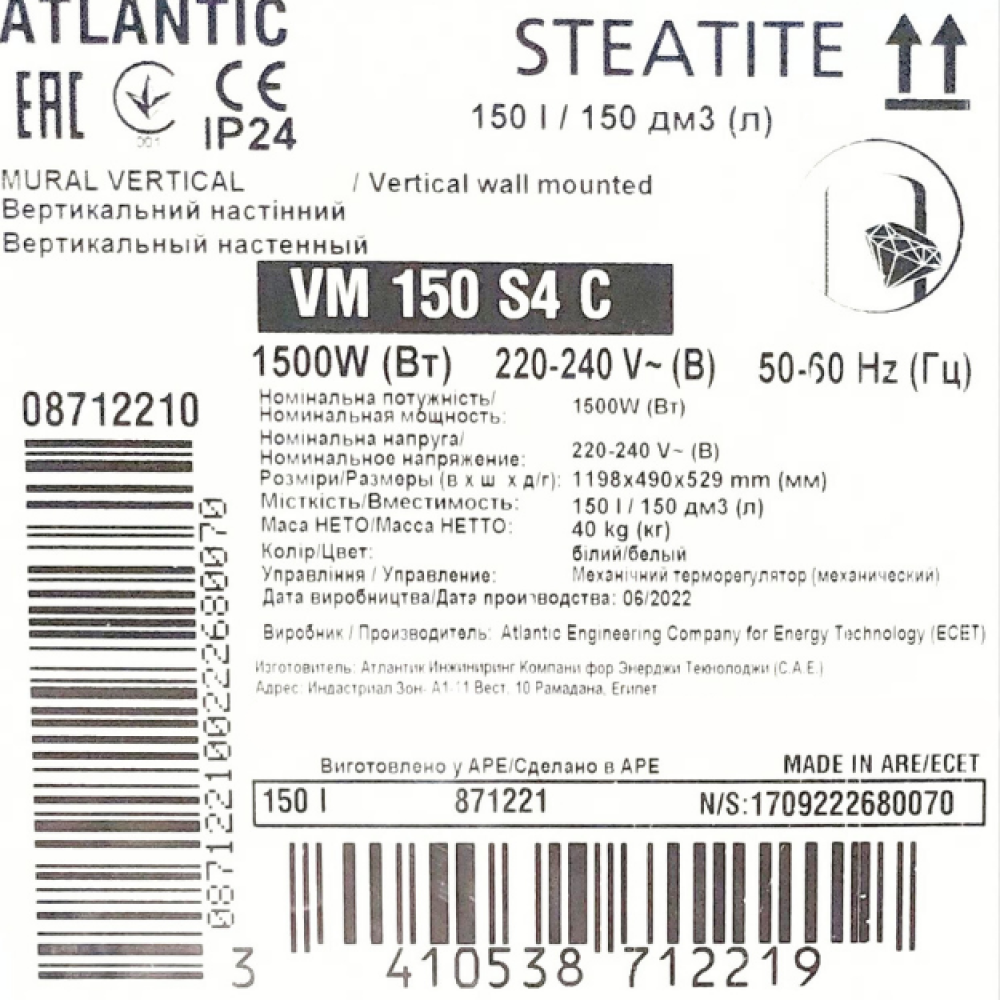 ATLANTIC
STEATITE
EAC CE
001
IP24
150 l / 150 дм3 (л)
MURAL VERTICAL / Vertical wall mounted
Вертикальний настінний
Вертикальный настенный
VM 150 S4 C
1500W (Вт) 220-240 V~ (В) 50-60 Hz (Гц)
08712210
Номінальна потужність/
Номинальная мощность: 1500W (Вт)
Номінальна напруга/
Номинальное напряжение: 220-240 V~ (В)
Розміри/Размеры (в х ш х д/г): 1198x490x529 mm (мм)
Місткість/Вместимость: 150 l / 150 дм3 (л)
Маса НЕТО/Масса НЕТТО: 40 kg (кг)
Колір/Цвет: білий/белый
Управління / Управление: Механічний терморегулятор (механический)
Дата виробництва/Дата производства: 06/2022
Виробник / Производитель: Atlantic Engineering Company for Energy Technology (ECET)
Изготовитель: Атлантик Инжиниринг Компани фор Энерджи Текнолоджи (С.А.Е.)
Адрес: Индастриал Зон- А1-11 Вест, 10 Рамадана, Египет
Виготовлено у АРЕ/Сделано в АРЕ
MADE IN ARE/ECET
150 l 871221 N/S:1709222680070
087122100222680070
3 410538 712219